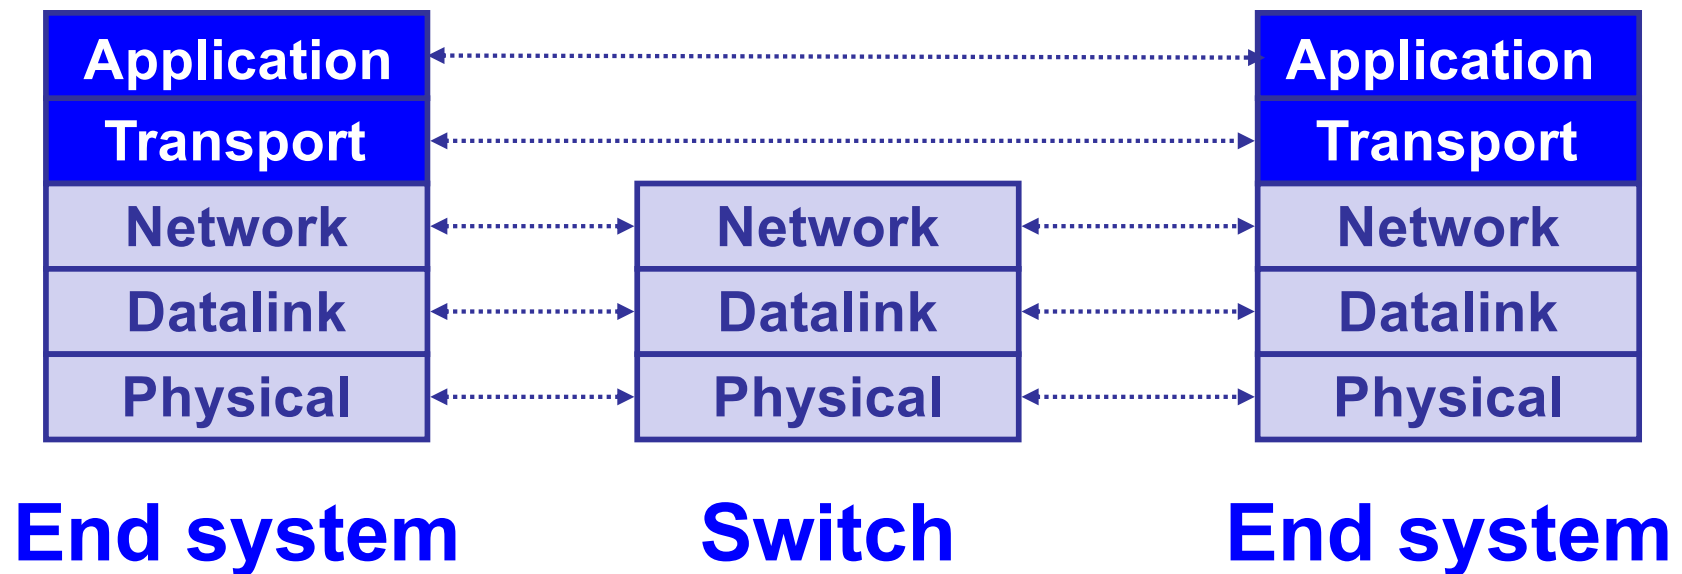 Application Application
Transport Transport
Network Network Network
Datalink Datalink Datalink
Physical Physical Physical
End system Switch End system